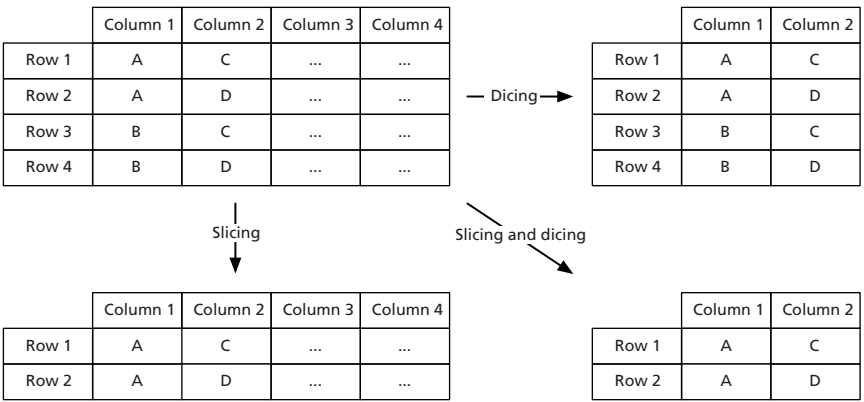 Column 1 Column 2 Column 3 Column 4
Row 1 A C ... ...
Row 2 A D ... ...
Row 3 B C ... ...
Row 4 B D ... ...
Dicing
Column 1 Column 2
Row 1 A C
Row 2 A D
Row 3 B C
Row 4 B D
Slicing
Slicing and dicing
Column 1 Column 2 Column 3 Column 4
Row 1 A C ... ...
Row 2 A D ... ...
Column 1 Column 2
Row 1 A C
Row 2 A D